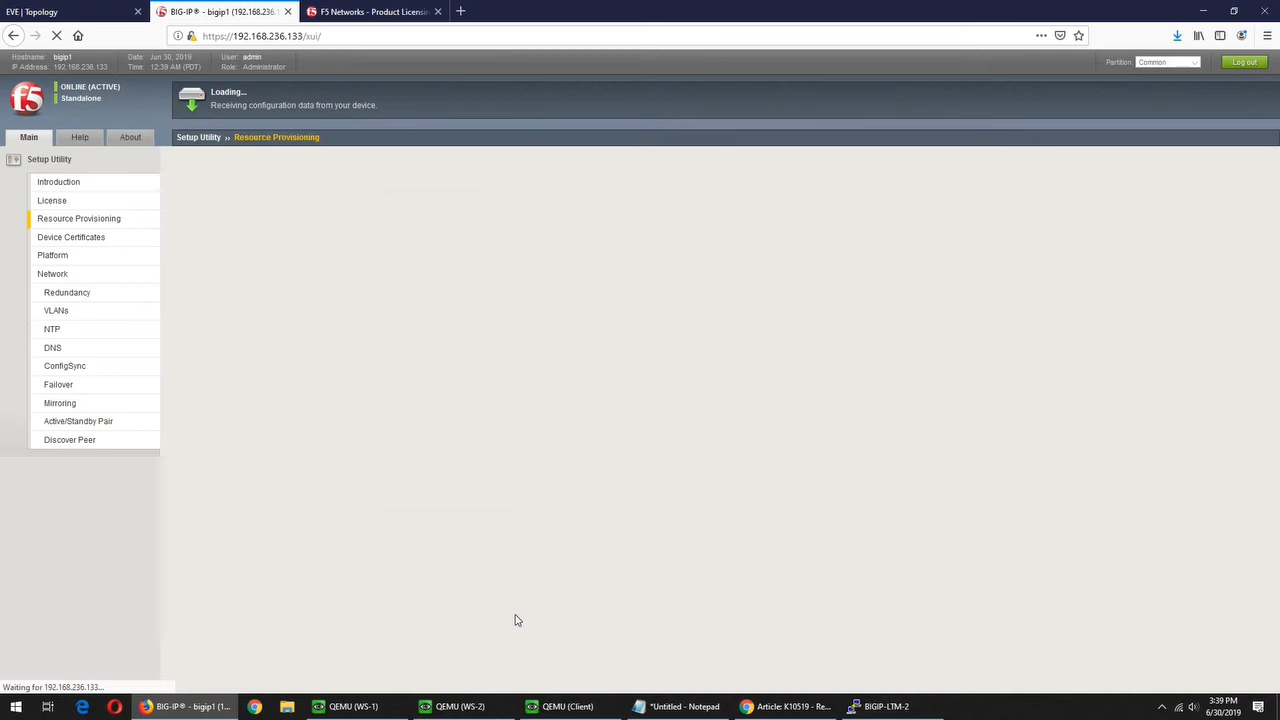 EVE | Topology
BIG-IP® - bigip1 (192.168.236.1
F5 Networks - Product Licensin
https://192.168.236.133/xui/
Hostname: bigip1
IP Address: 192.168.236.133
Date: Jun 30, 2019
Time: 12:39 AM (PDT)
User: admin
Role: Administrator
Partition: Common
Log out
f5
ONLINE (ACTIVE)
Standalone
Loading...
Receiving configuration data from your device.
Main
Help
About
Setup Utility ›› Resource Provisioning
Setup Utility
Introduction
License
Resource Provisioning
Device Certificates
Platform
Network
Redundancy
VLANs
NTP
DNS
ConfigSync
Failover
Mirroring
Active/Standby Pair
Discover Peer
Waiting for 192.168.236.133...
BIG-IP® - bigip1 (1...
QEMU (WS-1)
QEMU (WS-2)
QEMU (Client)
*Untitled - Notepad
Article: K10519 - Re...
BIGIP-LTM-2
3:39 PM
6/30/2019